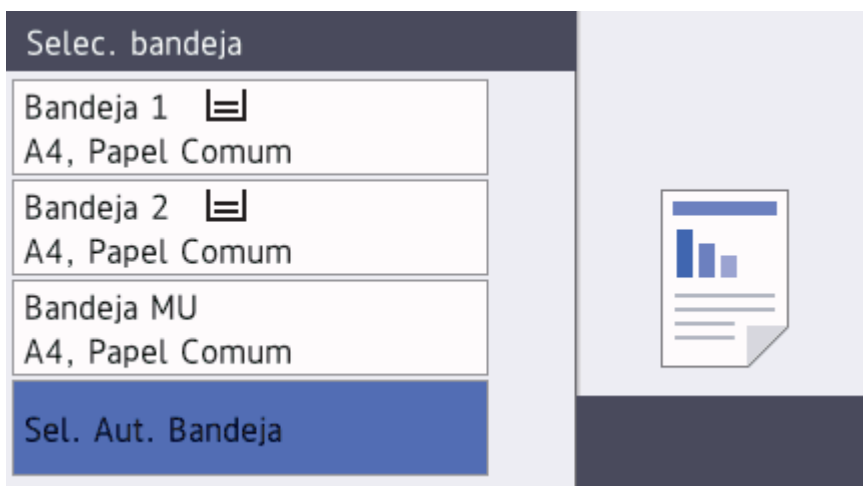 Selec. bandeja
Bandeja 1
A4, Papel Comum
Bandeja 2
A4, Papel Comum
Bandeja MU
A4, Papel Comum
Sel. Aut. Bandeja